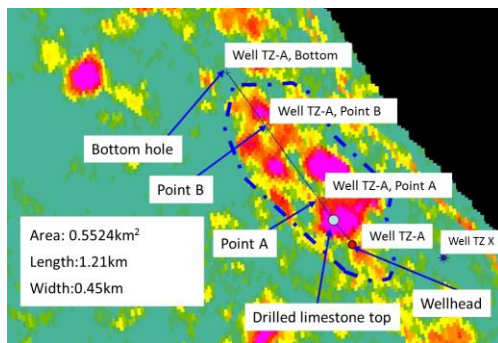 Well TZ-A, Bottom
Well TZ-A, Point B
Bottom hole
Point B
Well TZ-A, Point A
Area: 0.5524km²
Length:1.21km
Width:0.45km
Point A
Well TZ-A
Well TZ X
Drilled limestone top
Wellhead